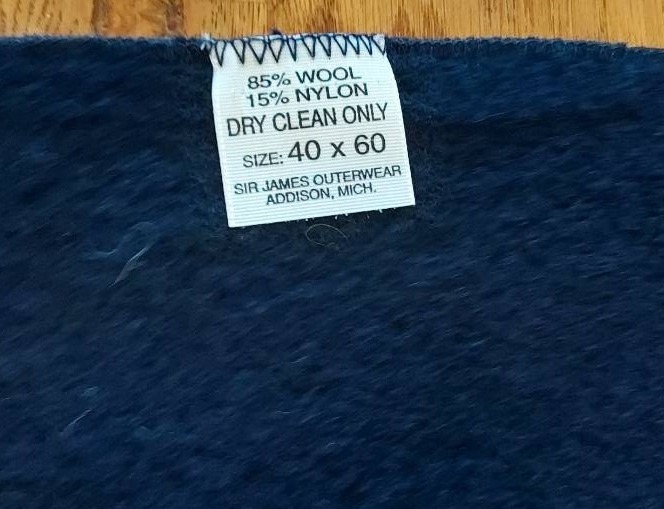 85% WOOL
15% NYLON
DRY CLEAN ONLY
SIZE: 40 x 60
SIR JAMES OUTERWEAR
ADDISON, MICH.